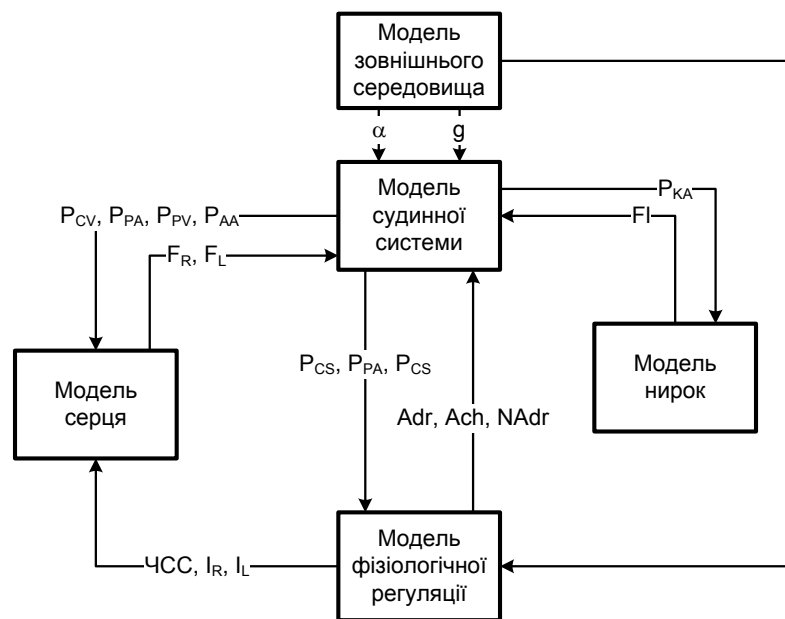 Модель
зовнішнього
середовища
α
g
Модель
судинної
системи
P_CV, P_PA, P_PV, P_AA
F_R, F_L
P_KA
Fl
Модель
серця
Модель
нирок
P_CS, P_PA, P_CS
Adr, Ach, NAdr
Модель
фізіологічної
регуляції
ЧСС, I_R, I_L